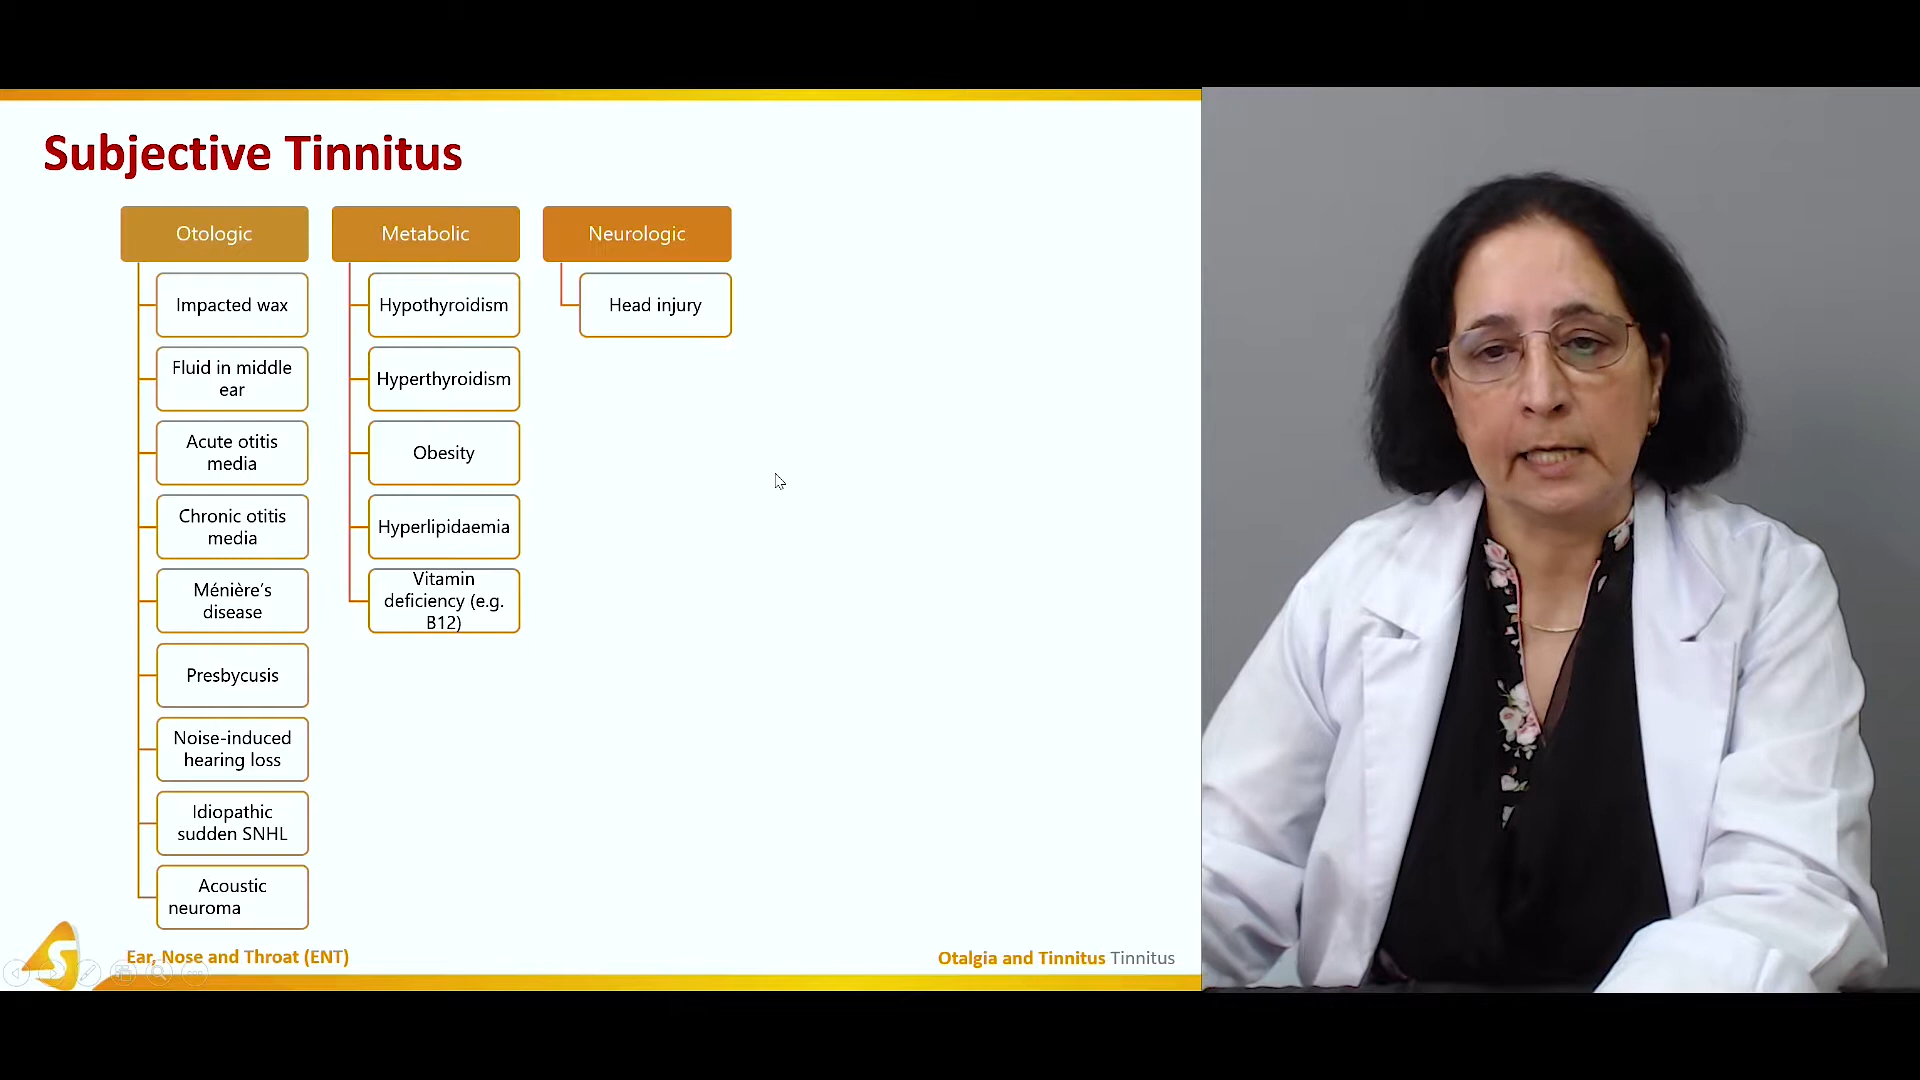 Subjective Tinnitus
Otologic
Impacted wax
Fluid in middle
ear
Acute otitis
media
Chronic otitis
media
Ménière’s
disease
Presbycusis
Noise-induced
hearing loss
Idiopathic
sudden SNHL
Acoustic
neuroma
Metabolic
Hypothyroidism
Hyperthyroidism
Obesity
Hyperlipidaemia
Vitamin
deficiency (e.g.
B12)
Neurologic
Head injury
S
Ear, Nose and Throat (ENT)
Otalgia and Tinnitus Tinnitus